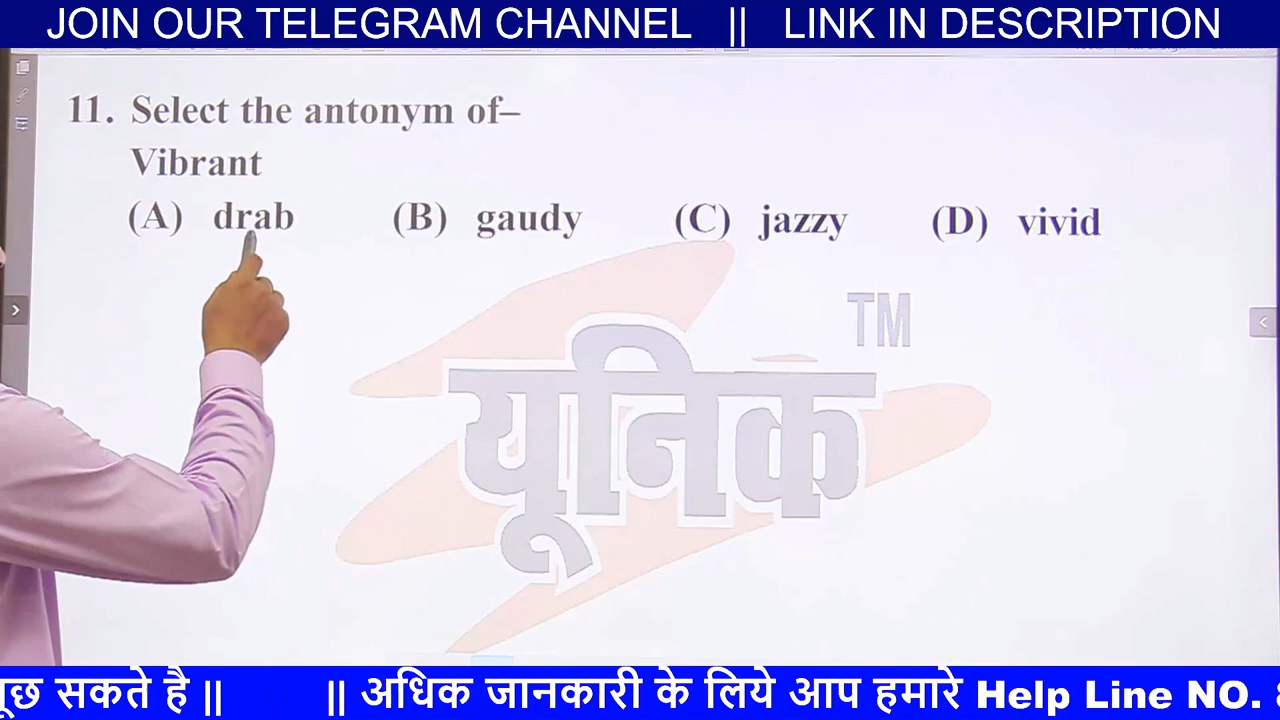 JOIN OUR TELEGRAM CHANNEL || LINK IN DESCRIPTION
11. Select the antonym of–
Vibrant
(A) drab (B) gaudy (C) jazzy (D) vivid
TM
यूनिक
सकते है || || अधिक जानकारी के लिये आप हमारे Help Line NO.